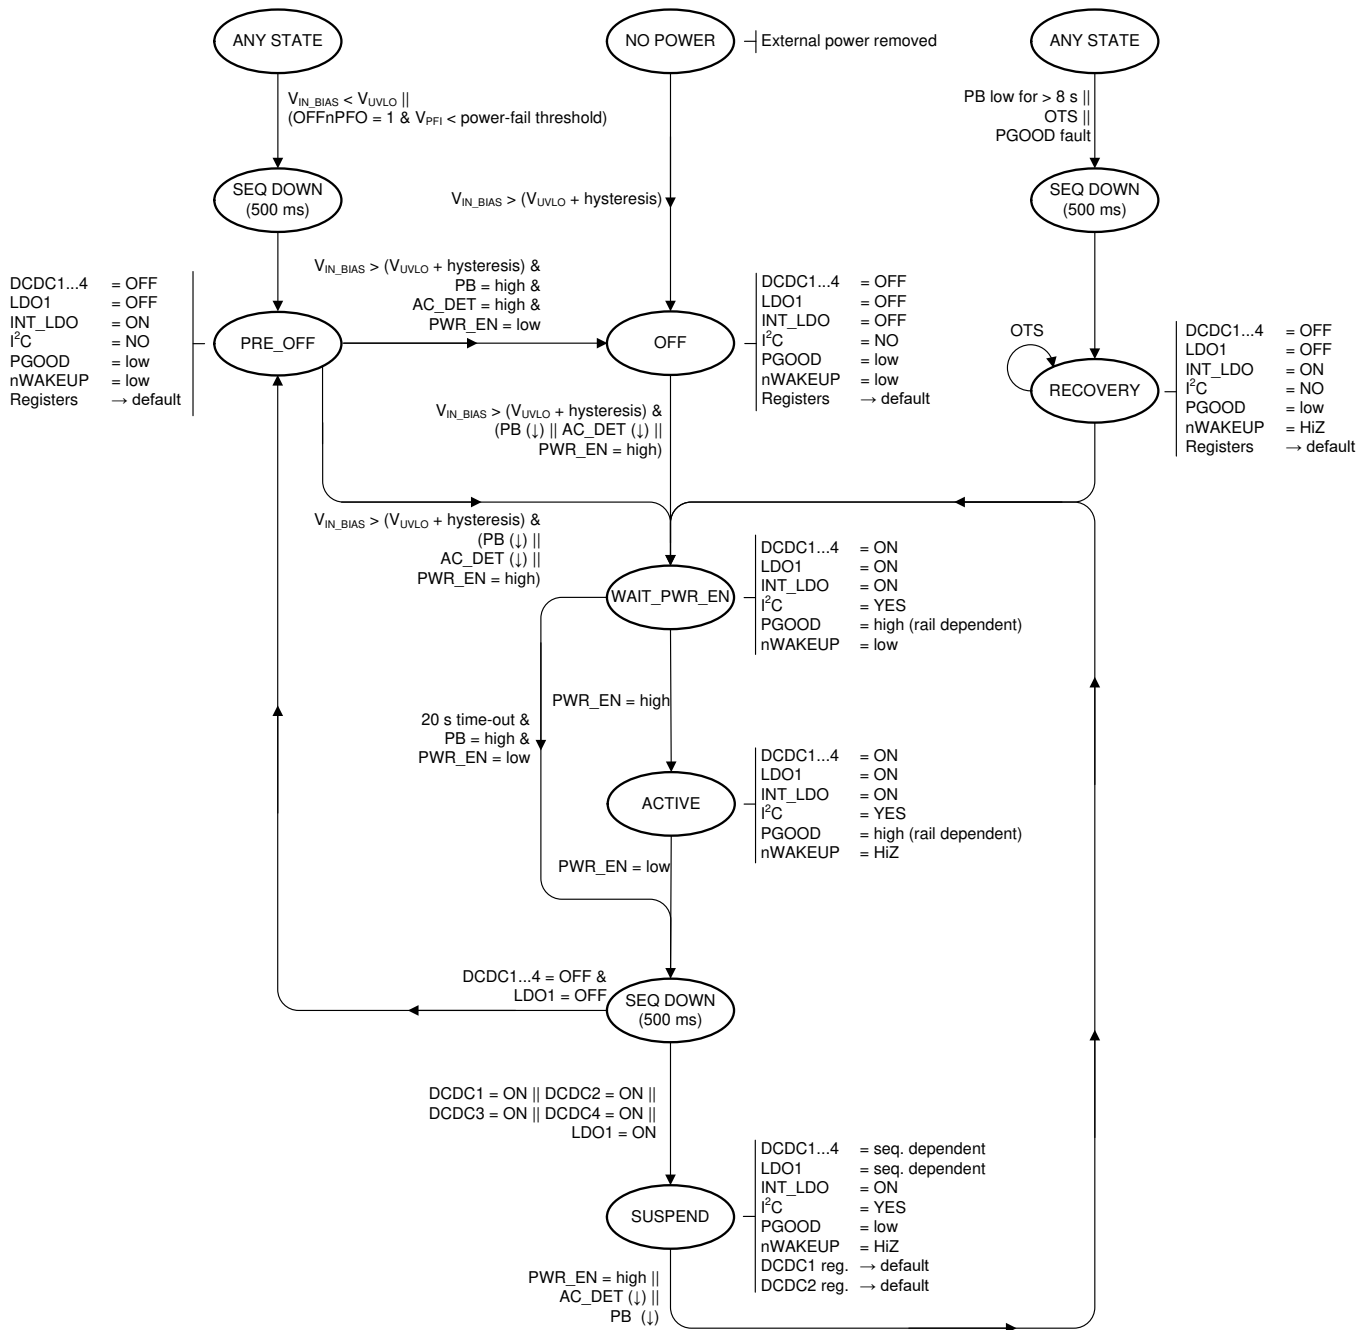 ANY STATE
NO POWER
External power removed
ANY STATE
V_IN_BIAS < V_UVLO ||
(OFFnPFO = 1 & V_PFI < power-fail threshold)
PB low for > 8 s ||
OTS ||
PGOOD fault
SEQ DOWN
(500 ms)
V_IN_BIAS > (V_UVLO + hysteresis)
SEQ DOWN
(500 ms)
DCDC1...4 = OFF
LDO1 = OFF
INT_LDO = ON
I²C = NO
PGOOD = low
nWAKEUP = low
Registers → default
PRE_OFF
V_IN_BIAS > (V_UVLO + hysteresis) &
PB = high &
AC_DET = high &
PWR_EN = low
OFF
DCDC1...4 = OFF
LDO1 = OFF
INT_LDO = OFF
I²C = NO
PGOOD = low
nWAKEUP = low
Registers → default
OTS
RECOVERY
DCDC1...4 = OFF
LDO1 = OFF
INT_LDO = ON
I²C = NO
PGOOD = low
nWAKEUP = HiZ
Registers → default
V_IN_BIAS > (V_UVLO + hysteresis) &
(PB (↓) || AC_DET (↓) ||
PWR_EN = high)
V_IN_BIAS > (V_UVLO + hysteresis) &
(PB (↓) ||
AC_DET (↓) ||
PWR_EN = high)
WAIT_PWR_EN
DCDC1...4 = ON
LDO1 = ON
INT_LDO = ON
I²C = YES
PGOOD = high (rail dependent)
nWAKEUP = low
PWR_EN = high
20 s time-out &
PB = high &
PWR_EN = low
ACTIVE
DCDC1...4 = ON
LDO1 = ON
INT_LDO = ON
I²C = YES
PGOOD = high (rail dependent)
nWAKEUP = HiZ
PWR_EN = low
DCDC1...4 = OFF &
LDO1 = OFF
SEQ DOWN
(500 ms)
DCDC1 = ON || DCDC2 = ON ||
DCDC3 = ON || DCDC4 = ON ||
LDO1 = ON
SUSPEND
DCDC1...4 = seq. dependent
LDO1 = seq. dependent
INT_LDO = ON
I²C = YES
PGOOD = low
nWAKEUP = HiZ
DCDC1 reg. → default
DCDC2 reg. → default
PWR_EN = high ||
AC_DET (↓) ||
PB (↓)